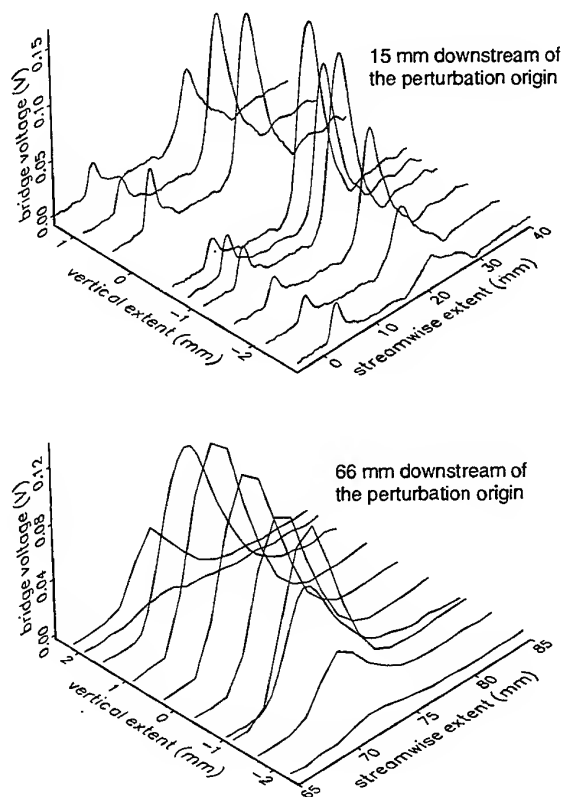 15 mm downstream of
the perturbation origin
bridge voltage (V)
0.00 0.05 0.10 0.15
vertical extent (mm)
1 0 -1 -2
streamwise extent (mm)
0 10 20 30 40
66 mm downstream of
the perturbation origin
bridge voltage (V)
0.00 0.04 0.08 0.12
vertical extent (mm)
2 1 0 -1 -2
streamwise extent (mm)
65 70 75 80 85